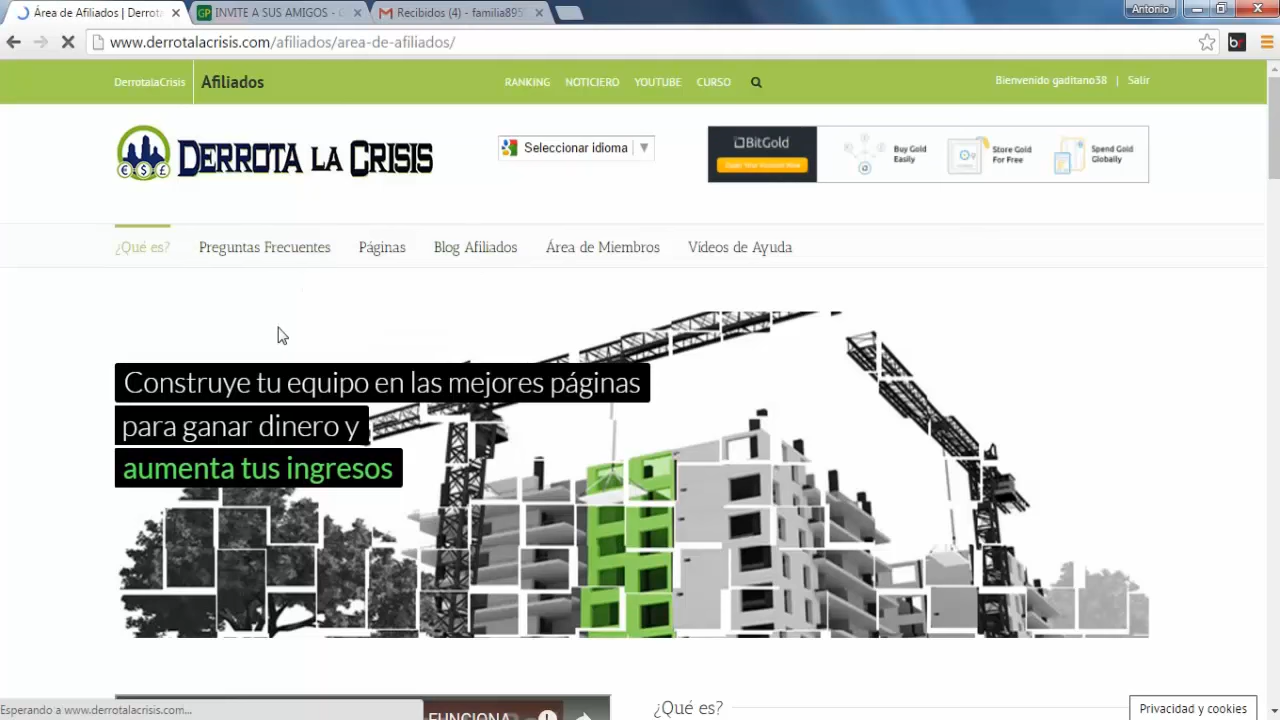 Área de Afiliados | Derrot
INVITE A SUS AMIGOS - C
Recibidos (4) - familia895
Antonio
www.derrotalacrisis.com/afiliados/area-de-afiliados/
DerrotalaCrisis
Afiliados
RANKING
NOTICIERO
YOUTUBE
CURSO
Bienvenido gaditano38 | Salir
DERROTA LA CRISIS
Seleccionar idioma
BitGold
Buy Gold
Easily
Store Gold
For Free
Spend Gold
Globally
¿Qué es?
Preguntas Frecuentes
Páginas
Blog Afiliados
Área de Miembros
Vídeos de Ayuda
Construye tu equipo en las mejores páginas
para ganar dinero y
aumenta tus ingresos
Esperando a www.derrotalacrisis.com...
FUNCIONA
¿Qué es?
Privacidad y cookies